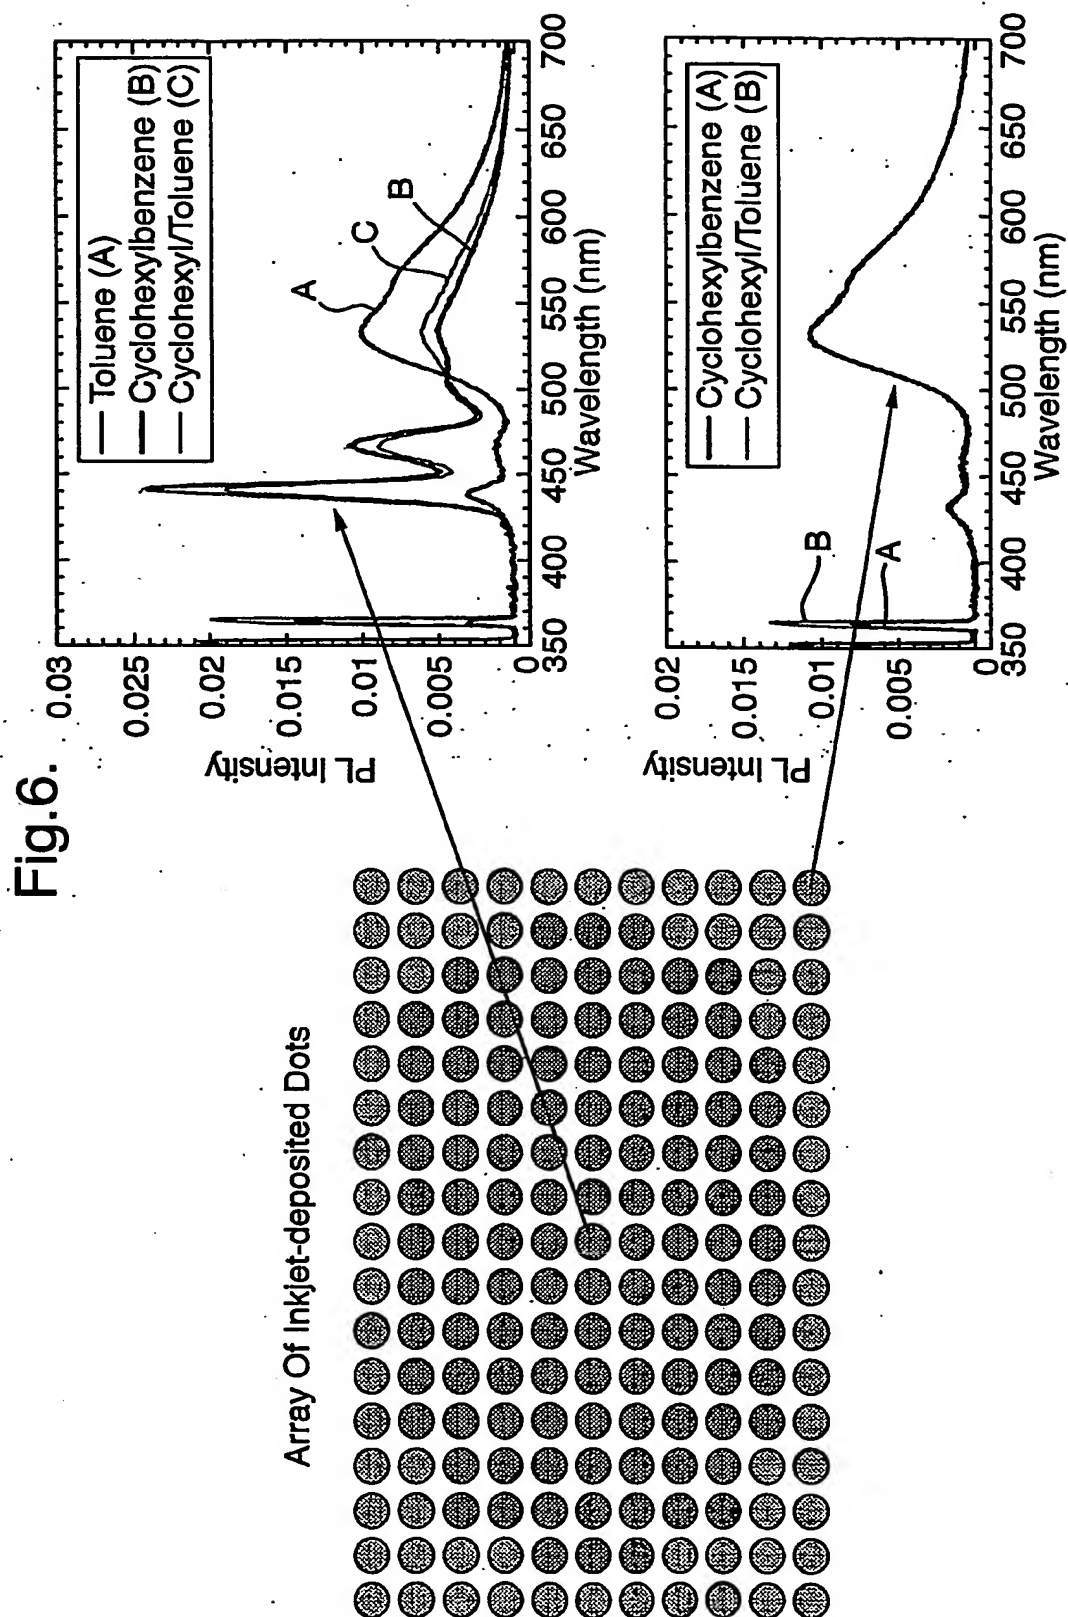 Fig.6.
Array Of Inkjet-deposited Dots
PL Intensity
0.03
0.025
0.02
0.015
0.01
0.005
0
350
400
450
500
550
600
650
700
Wavelength (nm)
Toluene (A)
Cyclohexylbenzene (B)
Cyclohexyl/Toluene (C)
A
C
B
PL Intensity
0.02
0.015
0.01
0.005
0
350
400
450
500
550
600
650
700
Wavelength (nm)
Cyclohexylbenzene (A)
Cyclohexyl/Toluene (B)
B
A